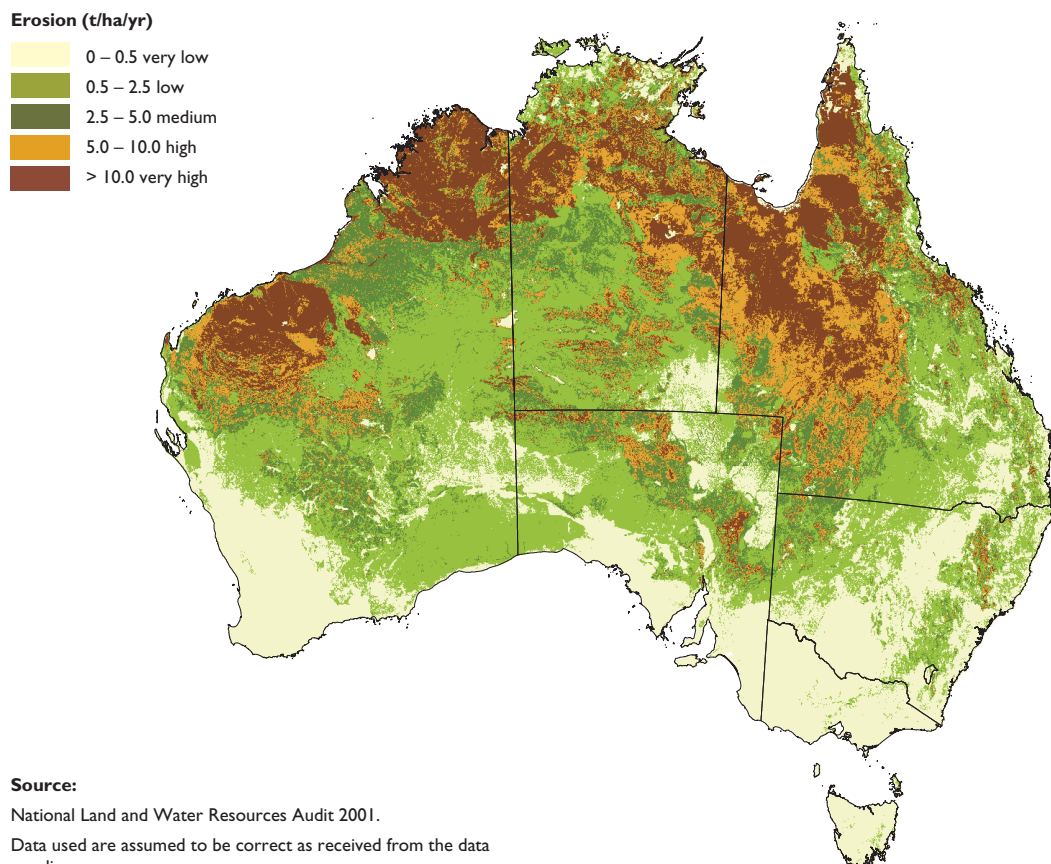 Erosion (t/ha/yr)
0 – 0.5 very low
0.5 – 2.5 low
2.5 – 5.0 medium
5.0 – 10.0 high
> 10.0 very high
Source:
National Land and Water Resources Audit 2001.
Data used are assumed to be correct as received from the data